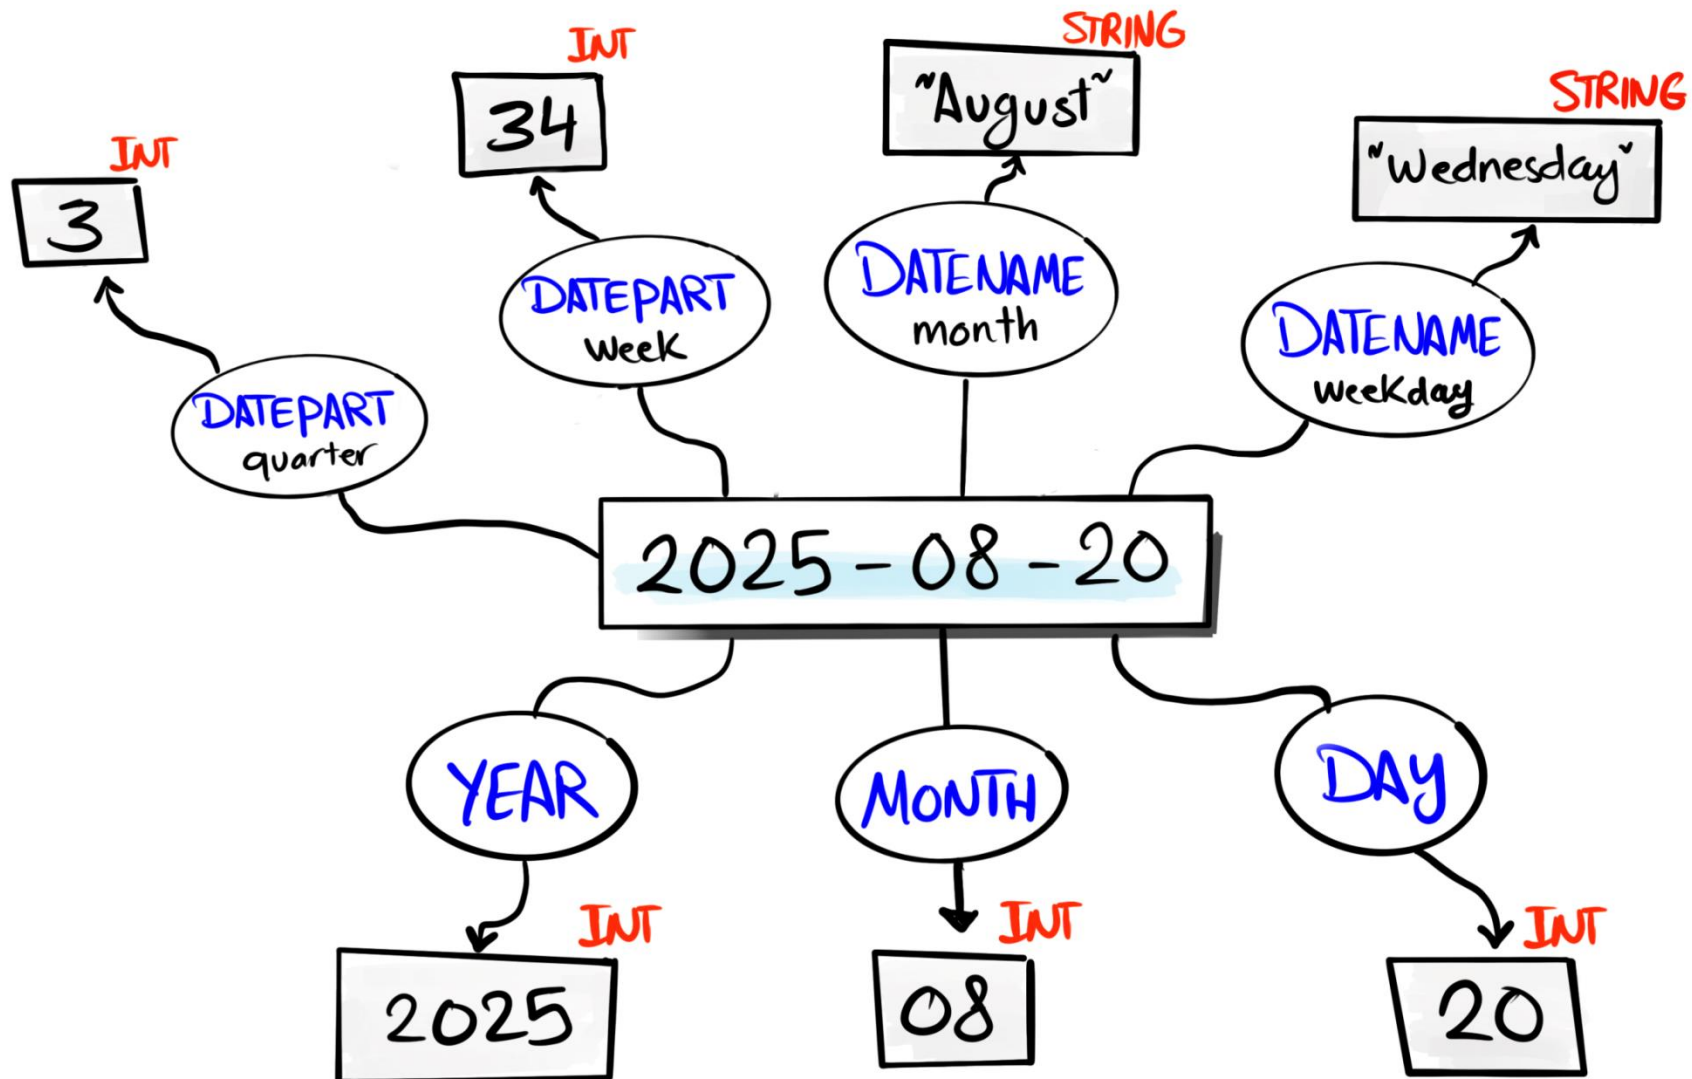 INT
3
DATEPART
quarter
INT
34
DATEPART
week
STRING
"August"
DATENAME
month
STRING
"Wednesday"
DATENAME
weekday
2025-08-20
YEAR
INT
2025
MONTH
INT
08
DAY
INT
20